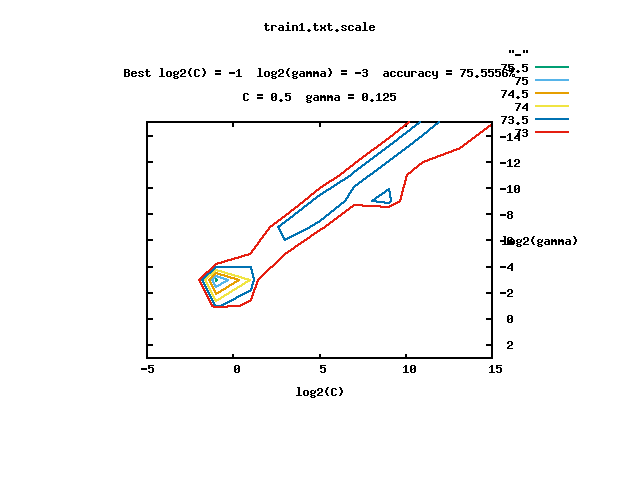 train1.txt.scale
"-"
Best log2(C) = -1 log2(gamma) = -3 accuracy = 75.5556%
75.5
75
C = 0.5 gamma = 0.125
74.5
74
73.5
73
-14
-12
-10
-8
-6
log2(gamma)
-4
-2
0
2
-5 0 5 10 15
log2(C)